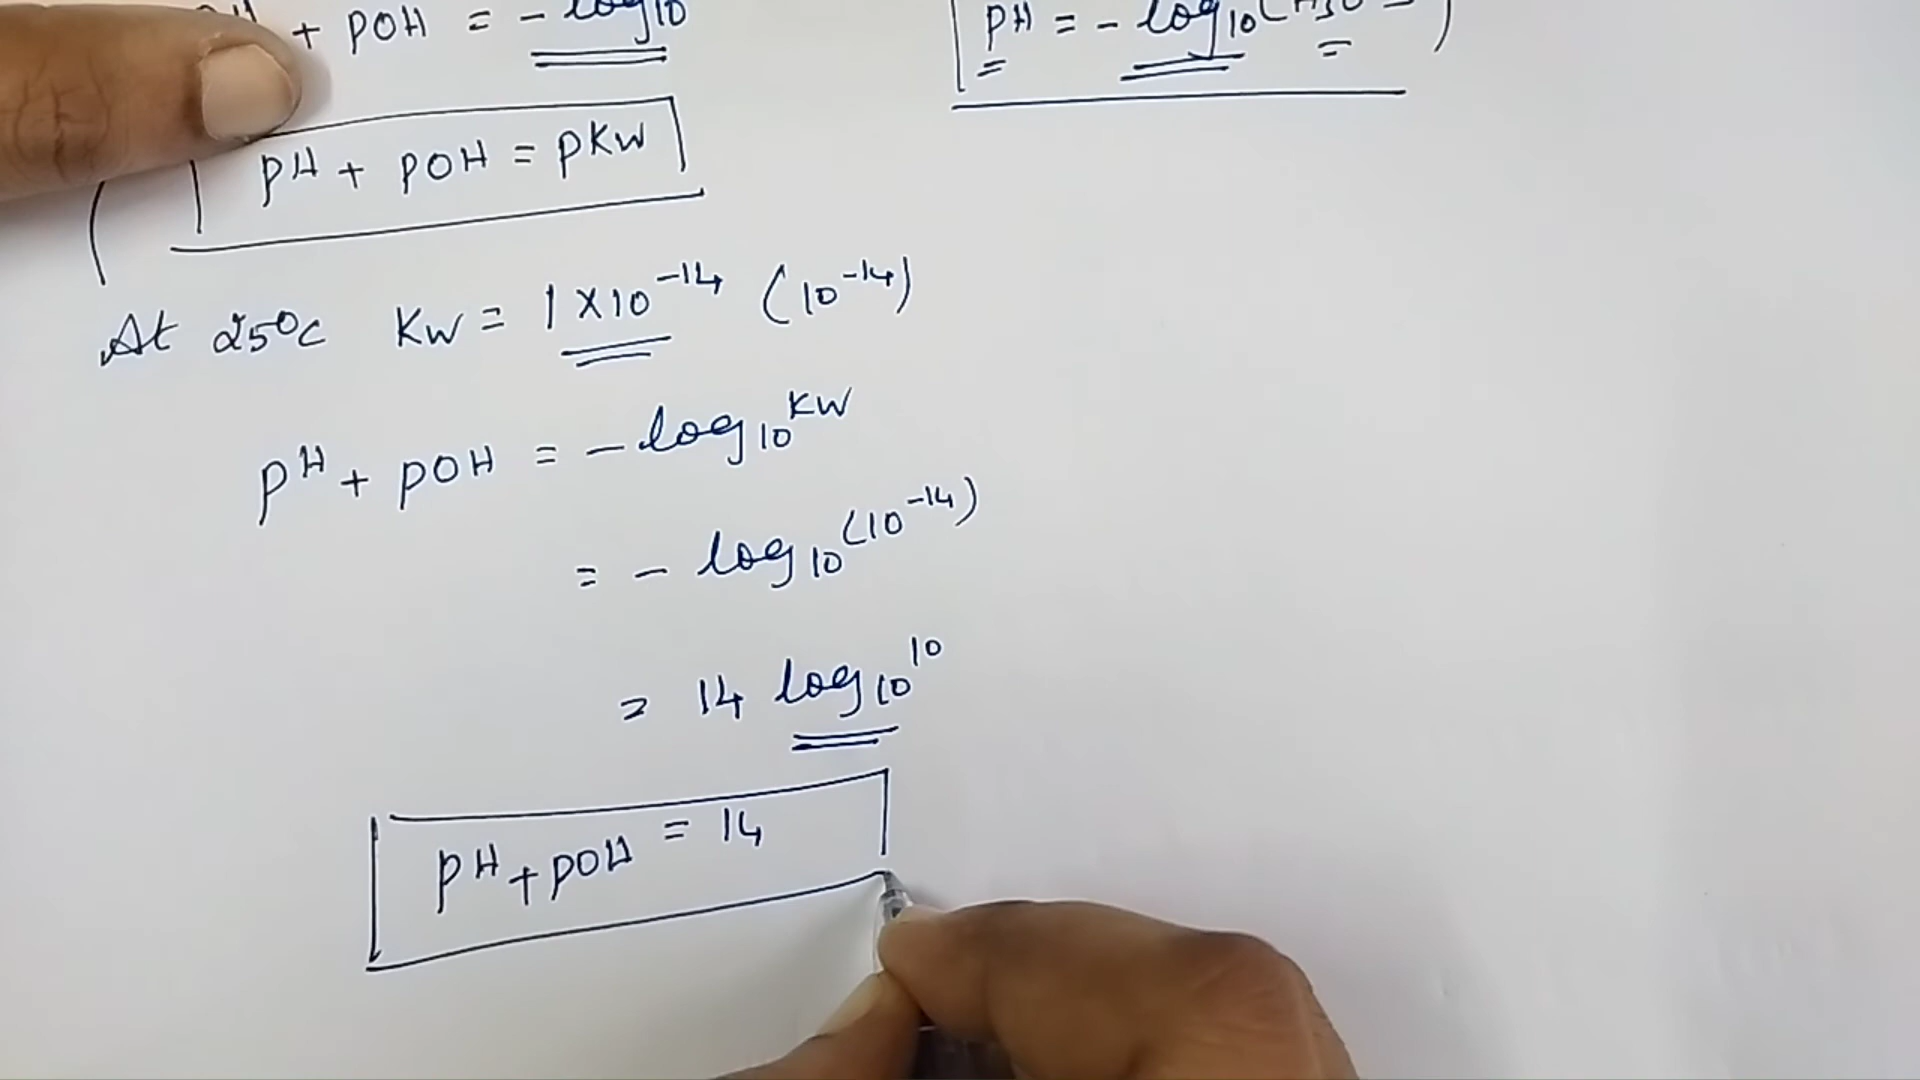 + pOH = - log10
pH = - log10(H3O
pH + pOH = pKw
At 25°c Kw = 1 x 10^-14 (10^-14)
pH + pOH = - log10 Kw
= - log10 (10^-14)
= 14 log10 10
pH + pOH = 14